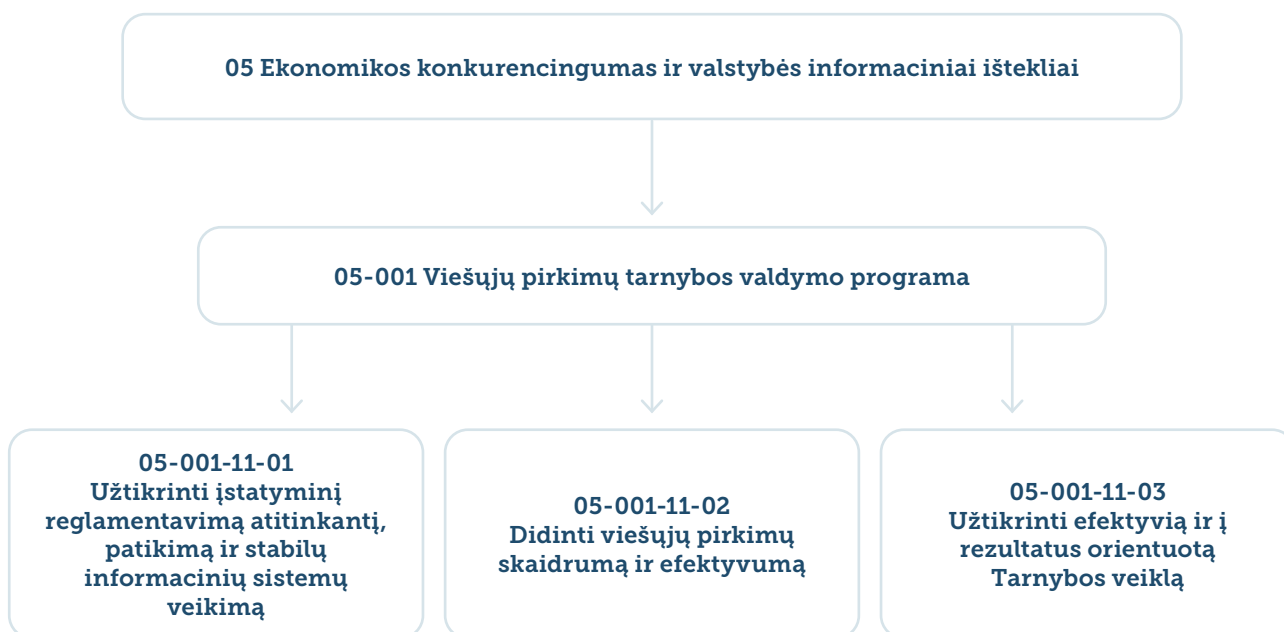 05 Ekonomikos konkurencingumas ir valstybės informaciniai ištekliai
05-001 Viešųjų pirkimų tarnybos valdymo programa
05-001-11-01
Užtikrinti įstatyminį
reglamentavimą atitinkantį,
patikimą ir stabilų
informacinių sistemų
veikimą
05-001-11-02
Didinti viešųjų pirkimų
skaidrumą ir efektyvumą
05-001-11-03
Užtikrinti efektyvią ir į
rezultatus orientuotą
Tarnybos veiklą